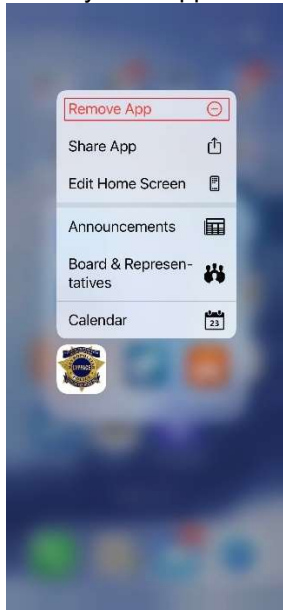 Remove App
Share App
Edit Home Screen
Announcements
Board & Represen-
tatives
Calendar
23